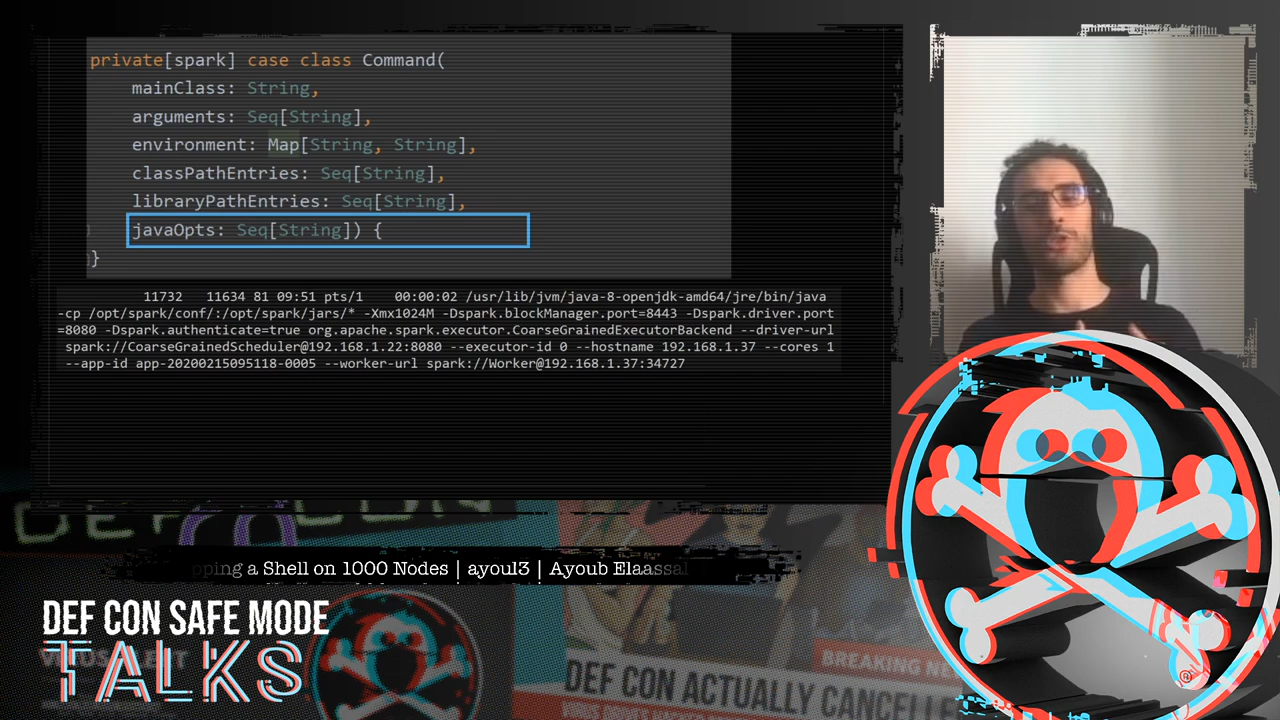 private[spark] case class Command(
mainClass: String,
arguments: Seq[String],
environment: Map[String, String],
classPathEntries: Seq[String],
libraryPathEntries: Seq[String],
javaOpts: Seq[String]) {
}
11732 11634 81 09:51 pts/1 00:00:02 /usr/lib/jvm/java-8-openjdk-amd64/jre/bin/java
-cp /opt/spark/conf/:/opt/spark/jars/* -Xmx1024M -Dspark.blockManager.port=8443 -Dspark.driver.port
=8080 -Dspark.authenticate=true org.apache.spark.executor.CoarseGrainedExecutorBackend --driver-url
spark://CoarseGrainedScheduler@192.168.1.22:8080 --executor-id 0 --hostname 192.168.1.37 --cores 1
--app-id app-20200215095118-0005 --worker-url spark://Worker@192.168.1.37:34727
DEF CON
pping a Shell on 1000 Nodes | ayoul3 | Ayoub Elaassal
DEF CON SAFE MODE
TALKS
BREAKING NE
DEF CON ACTUALLY CANCELLE
®